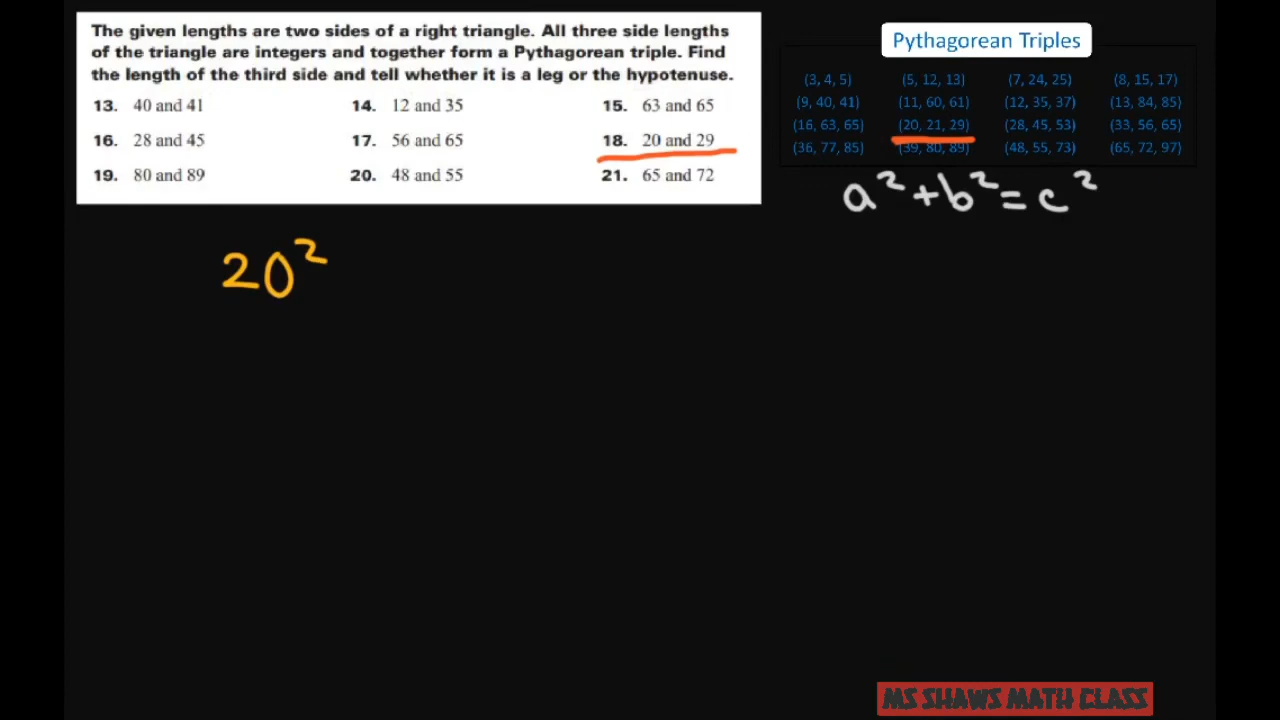 The given lengths are two sides of a right triangle. All three side lengths
of the triangle are integers and together form a Pythagorean triple. Find
the length of the third side and tell whether it is a leg or the hypotenuse.
13. 40 and 41 14. 12 and 35 15. 63 and 65
16. 28 and 45 17. 56 and 65 18. 20 and 29
19. 80 and 89 20. 48 and 55 21. 65 and 72
Pythagorean Triples
(3, 4, 5) (5, 12, 13) (7, 24, 25) (8, 15, 17)
(9, 40, 41) (11, 60, 61) (12, 35, 37) (13, 84, 85)
(16, 63, 65) (20, 21, 29) (28, 45, 53) (33, 56, 65)
(36, 77, 85) (39, 80, 89) (48, 55, 73) (65, 72, 97)
a²+b²=c²
20²
MS SHAWS MATH CLASS